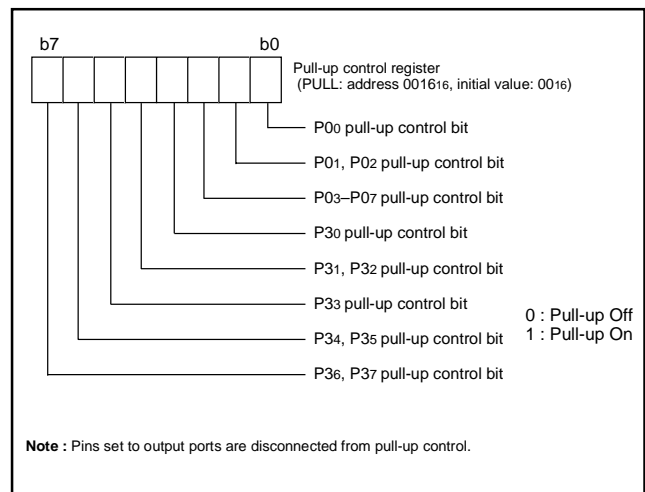 b7 b0
Pull-up control register
(PULL: address 001616, initial value: 0016)
P00 pull-up control bit
P01, P02 pull-up control bit
P03–P07 pull-up control bit
P30 pull-up control bit
P31, P32 pull-up control bit
P33 pull-up control bit
P34, P35 pull-up control bit
P36, P37 pull-up control bit
0 : Pull-up Off
1 : Pull-up On
Note : Pins set to output ports are disconnected from pull-up control.